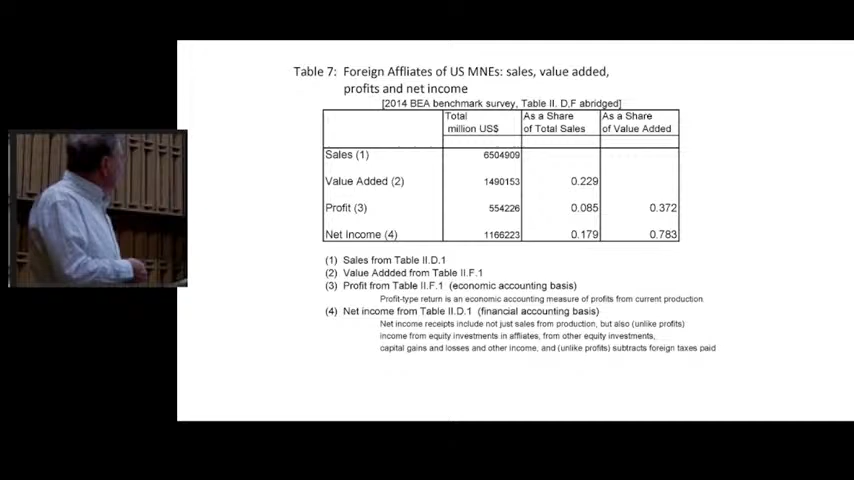 Table 7: Foreign Affliates of US MNEs: sales, value added,
profits and net income
[2014 BEA benchmark survey, Table II. D,F abridged]
Total As a Share As a Share
million US$ of Total Sales of Value Added
Sales (1) 6504909
Value Added (2) 1490153 0.229
Profit (3) 554226 0.085 0.372
Net Income (4) 1166223 0.179 0.783
(1) Sales from Table II.D.1
(2) Value Addded from Table II.F.1
(3) Profit from Table II.F.1 (economic accounting basis)
Profit-type return is an economic accounting measure of profits from current production.
(4) Net income from Table II.D.1 (financial accounting basis)
Net income receipts include not just sales from production, but also (unlike profits)
income from equity investments in affliates, from other equity investments,
capital gains and losses and other income, and (unlike profits) subtracts foreign taxes paid